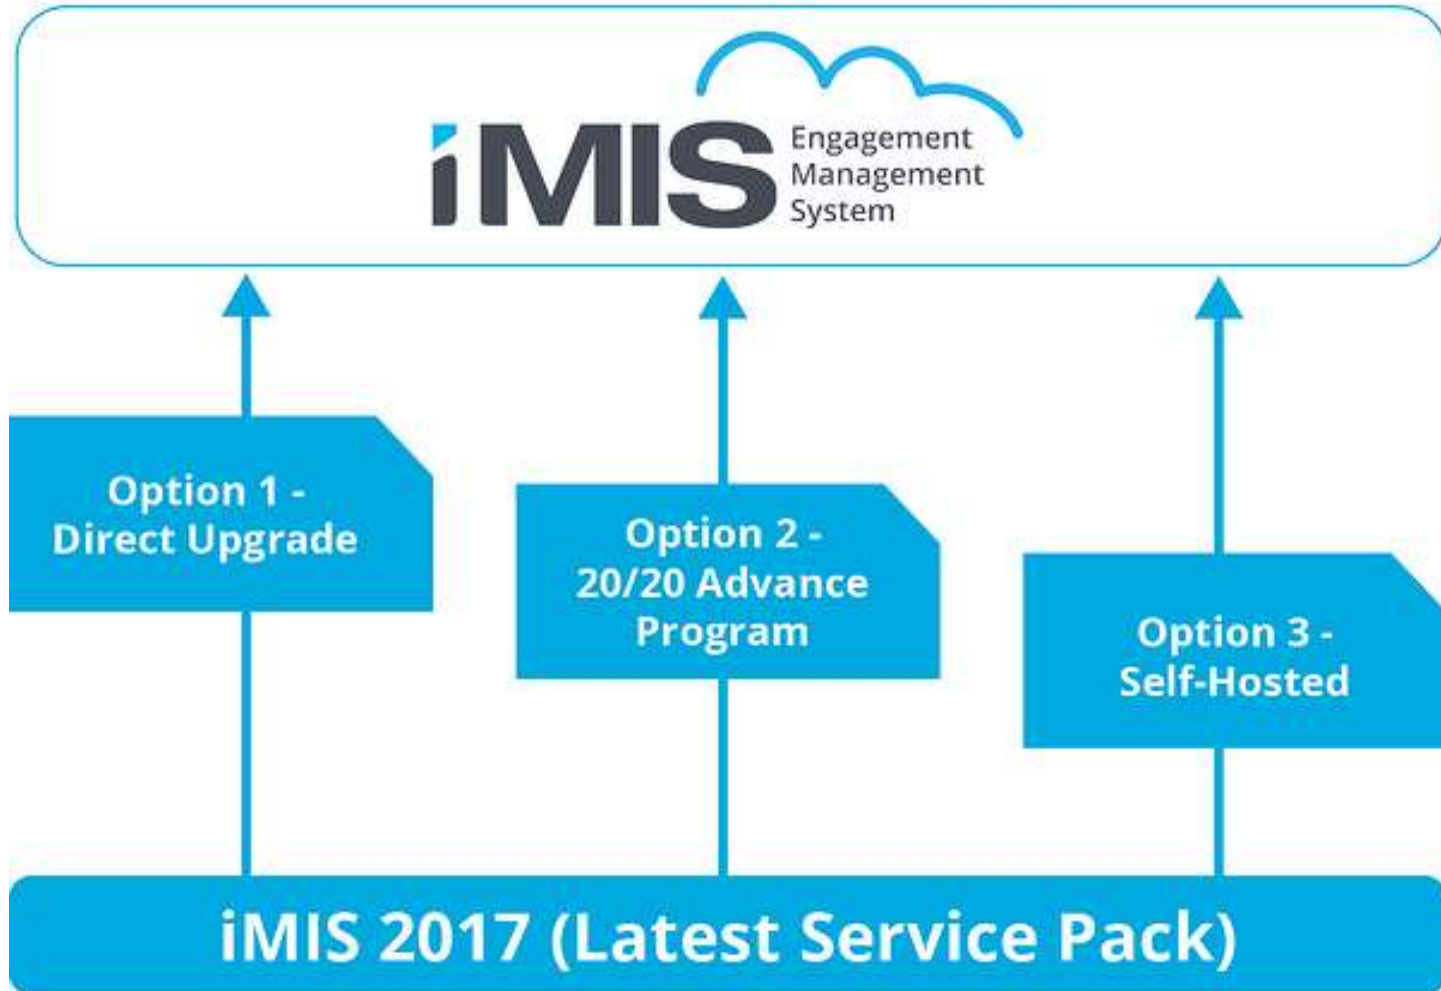 iMIS
Engagement
Management
System
Option 1 -
Direct Upgrade
Option 2 -
20/20 Advance
Program
Option 3 -
Self-Hosted
iMIS 2017 (Latest Service Pack)